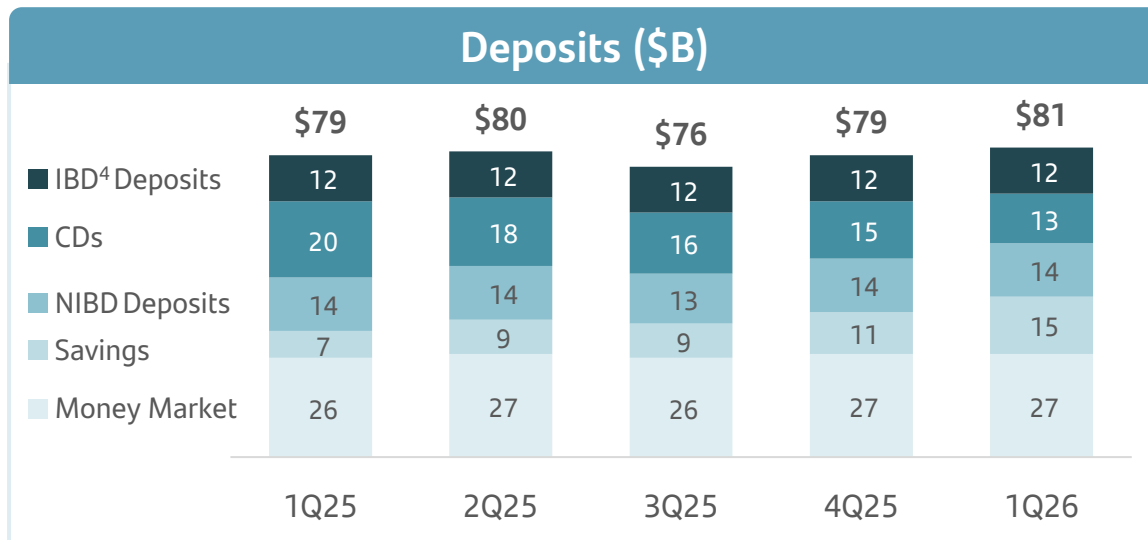 Deposits ($B)
$79 $80 $76 $79 $81
IBD⁴ Deposits 12 12 12 12 12
CDs 20 18 16 15 13
NIBD Deposits 14 14 13 14 14
Savings 7 9 9 11 15
Money Market 26 27 26 27 27
1Q25 2Q25 3Q25 4Q25 1Q26